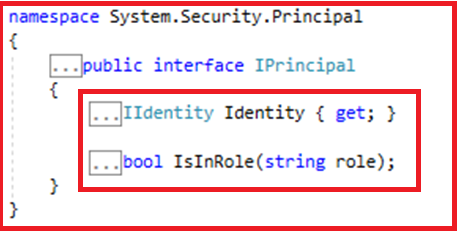 namespace System.Security.Principal
{
...public interface IPrincipal
{
...IIdentity Identity { get; }
...bool IsInRole(string role);
}
}